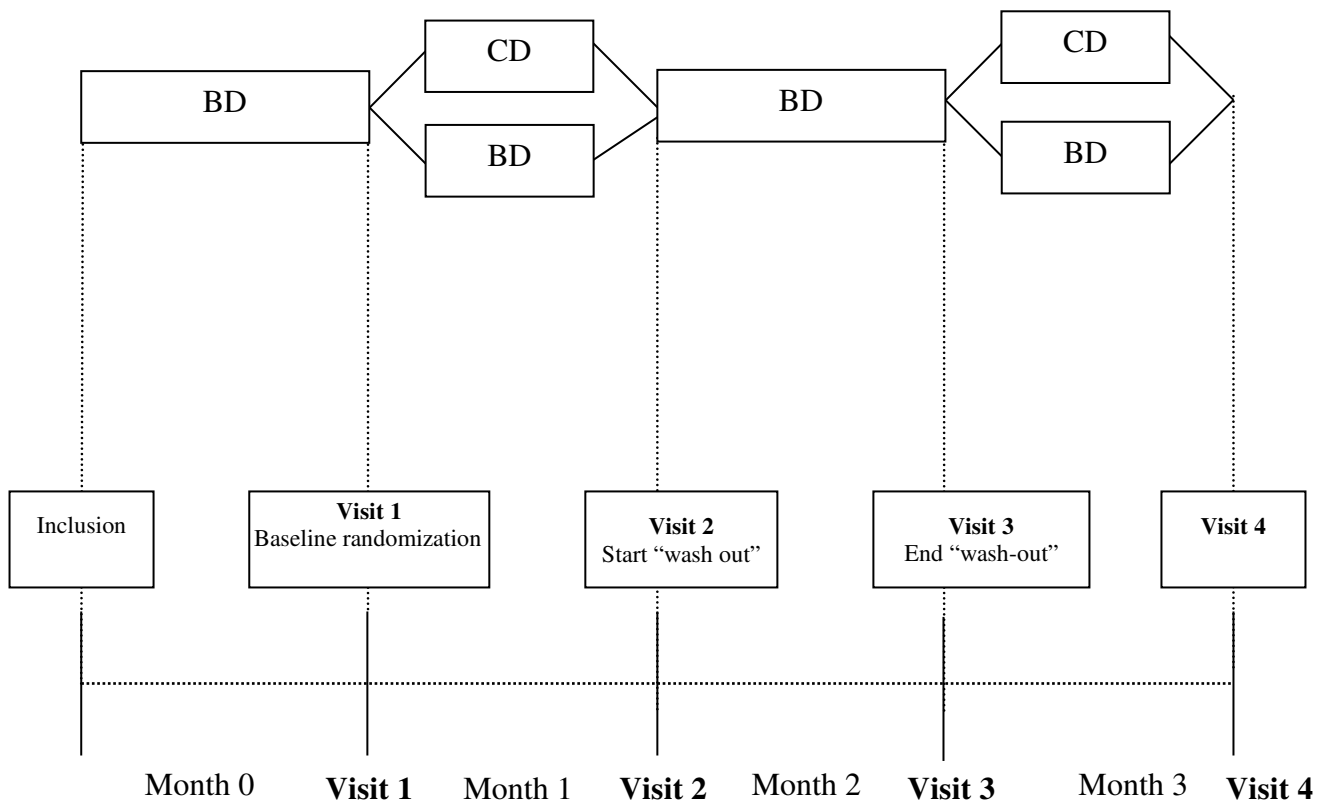 CD
CD
BD
BD
BD
BD
Inclusion
Visit 1
Baseline randomization
Visit 2
Start “wash out”
Visit 3
End “wash-out”
Visit 4
Month 0
Visit 1
Month 1
Visit 2
Month 2
Visit 3
Month 3
Visit 4